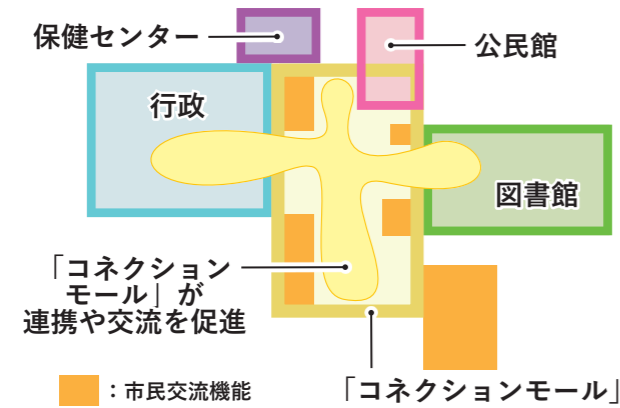 保健センター
公民館
行政
図書館
「コネクション
モール」が
連携や交流を促進
：市民交流機能
「コネクションモール」